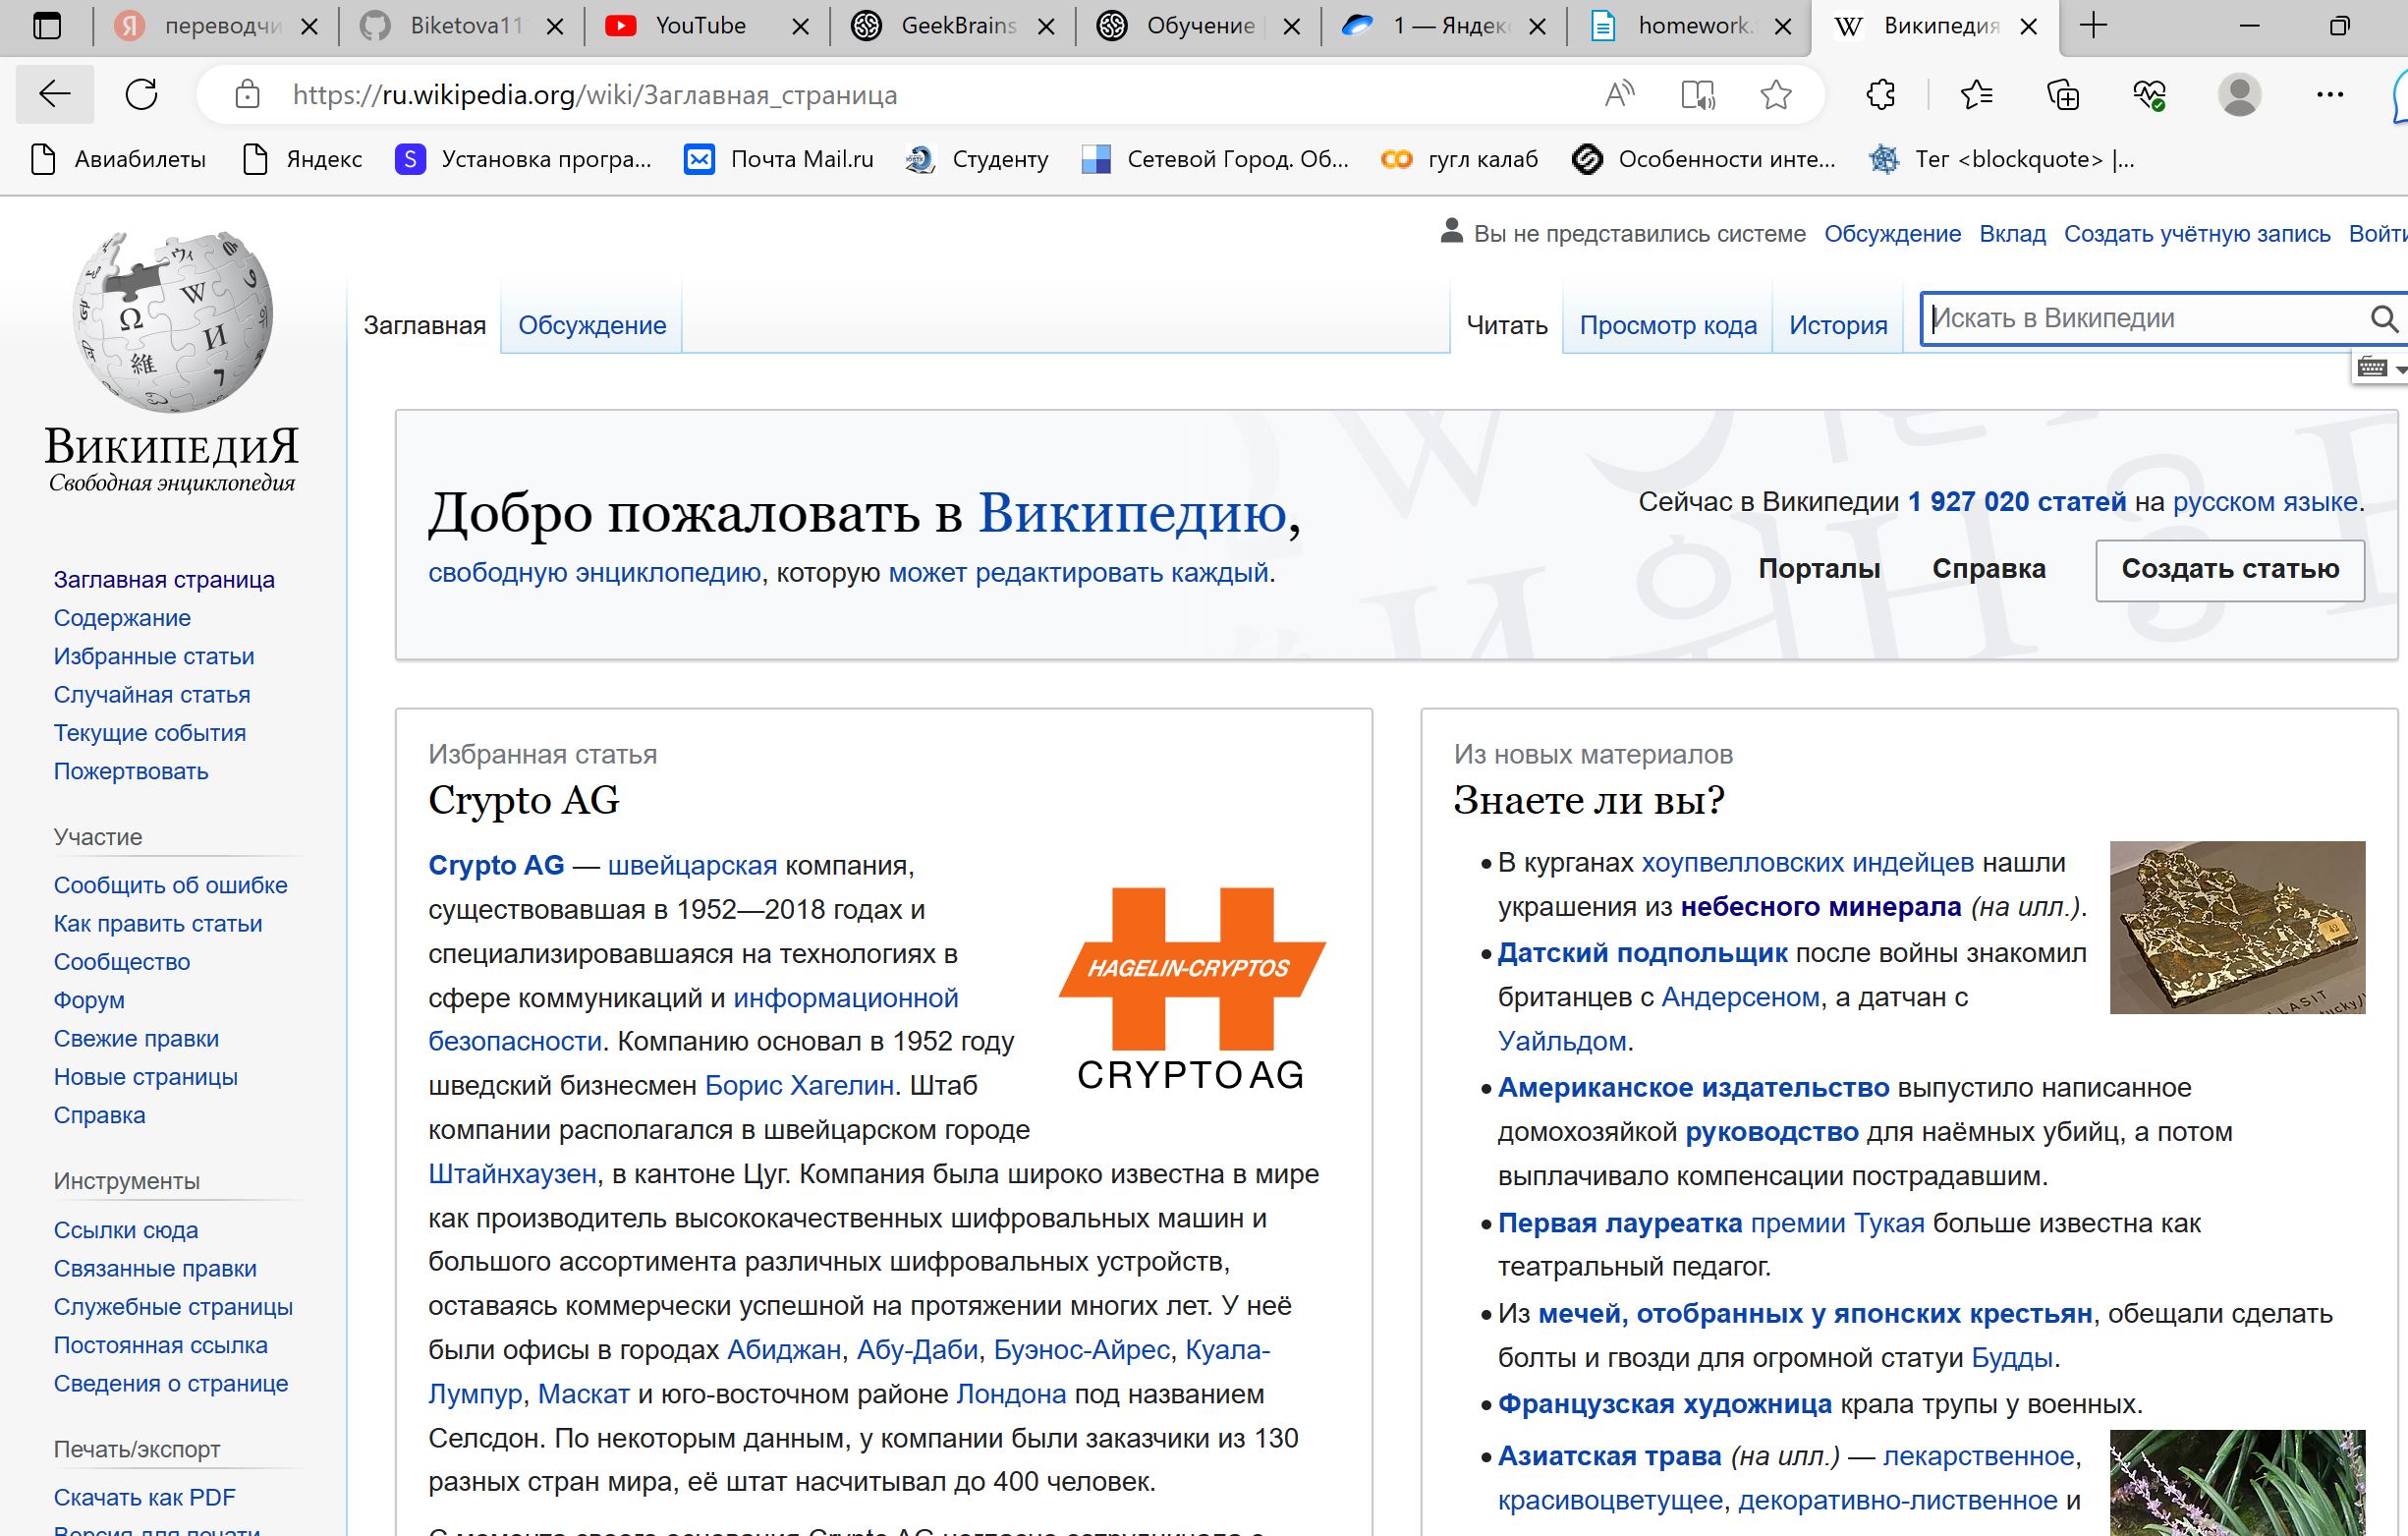 переводчи
Biketova11
YouTube
GeekBrains
Обучение
1 — Яндек
homework.
Википедия
https://ru.wikipedia.org/wiki/Заглавная_страница
Авиабилеты
Яндекс
Установка програ...
Почта Mail.ru
Студенту
Сетевой Город. Об...
гугл калаб
Особенности инте...
Тег <blockquote> |...
Вы не представились системе Обсуждение Вклад Создать учётную запись Войти
Заглавная Обсуждение Читать Просмотр кода История Искать в Википедии
ВикипедиЯ
Свободная энциклопедия
Заглавная страница
Содержание
Избранные статьи
Случайная статья
Текущие события
Пожертвовать
Участие
Сообщить об ошибке
Как править статьи
Сообщество
Форум
Свежие правки
Новые страницы
Справка
Инструменты
Ссылки сюда
Связанные правки
Служебные страницы
Постоянная ссылка
Сведения о странице
Печать/экспорт
Скачать как PDF
Версия для печати
Добро пожаловать в Википедию,
свободную энциклопедию, которую может редактировать каждый.
Сейчас в Википедии 1 927 020 статей на русском языке.
Порталы Справка Создать статью
Избранная статья
Crypto AG
Crypto AG — швейцарская компания,
существовавшая в 1952—2018 годах и
специализировавшаяся на технологиях в
сфере коммуникаций и информационной
безопасности. Компанию основал в 1952 году
шведский бизнесмен Борис Хагелин. Штаб
компании располагался в швейцарском городе
Штайнхаузен, в кантоне Цуг. Компания была широко известна в мире
как производитель высококачественных шифровальных машин и
большого ассортимента различных шифровальных устройств,
оставаясь коммерчески успешной на протяжении многих лет. У неё
были офисы в городах Абиджан, Абу-Даби, Буэнос-Айрес, Куала-
Лумпур, Маскат и юго-восточном районе Лондона под названием
Селсдон. По некоторым данным, у компании были заказчики из 130
разных стран мира, её штат насчитывал до 400 человек.
С момента своего основания Crypto AG негласно сотрудничала с
HAGELIN-CRYPTOS
CRYPTO AG
Из новых материалов
Знаете ли вы?
В курганах хоупвелловских индейцев нашли
украшения из небесного минерала (на илл.).
Датский подпольщик после войны знакомил
британцев с Андерсеном, а датчан с
Уайльдом.
Американское издательство выпустило написанное
домохозяйкой руководство для наёмных убийц, а потом
выплачивало компенсации пострадавшим.
Первая лауреатка премии Тукая больше известна как
театральный педагог.
Из мечей, отобранных у японских крестьян, обещали сделать
болты и гвозди для огромной статуи Будды.
Французская художница крала трупы у военных.
Азиатская трава (на илл.) — лекарственное,
красивоцветущее, декоративно-лиственное и